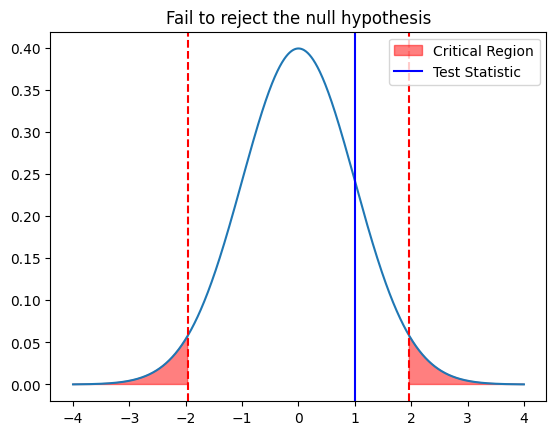 Fail to reject the null hypothesis
Critical Region
Test Statistic
0.40
0.35
0.30
0.25
0.20
0.15
0.10
0.05
0.00
−4 −3 −2 −1 0 1 2 3 4